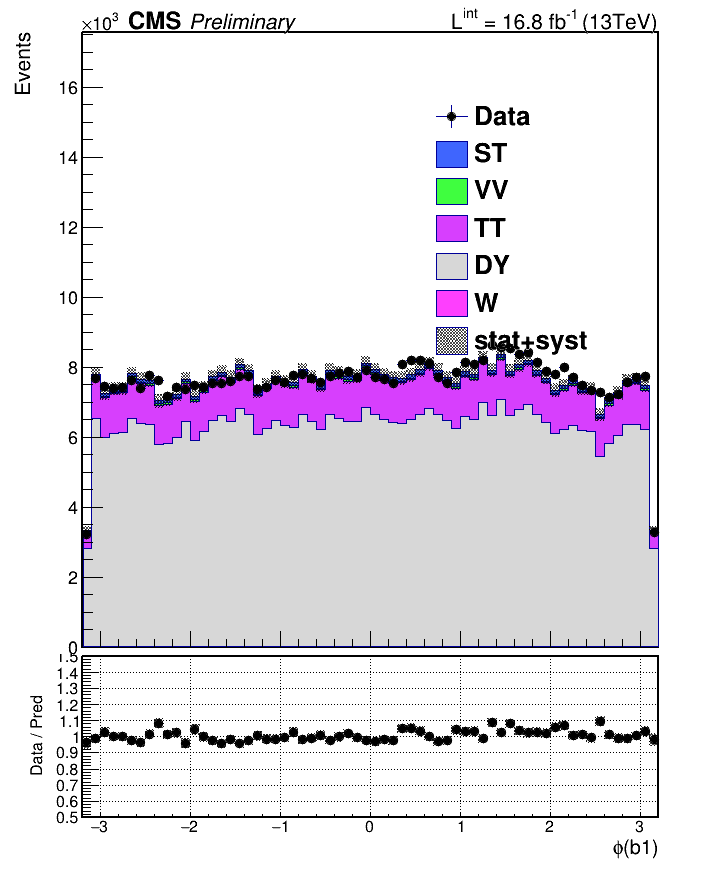 ×10³ CMS Preliminary L^int = 16.8 fb⁻¹ (13TeV)
Events
16
14
12
10
8
6
4
2
0
Data
ST
VV
TT
DY
W
stat+syst
Data / Pred
1.5
1.4
1.3
1.2
1.1
1
0.9
0.8
0.7
0.6
0.5
−3 −2 −1 0 1 2 3
ϕ(b1)